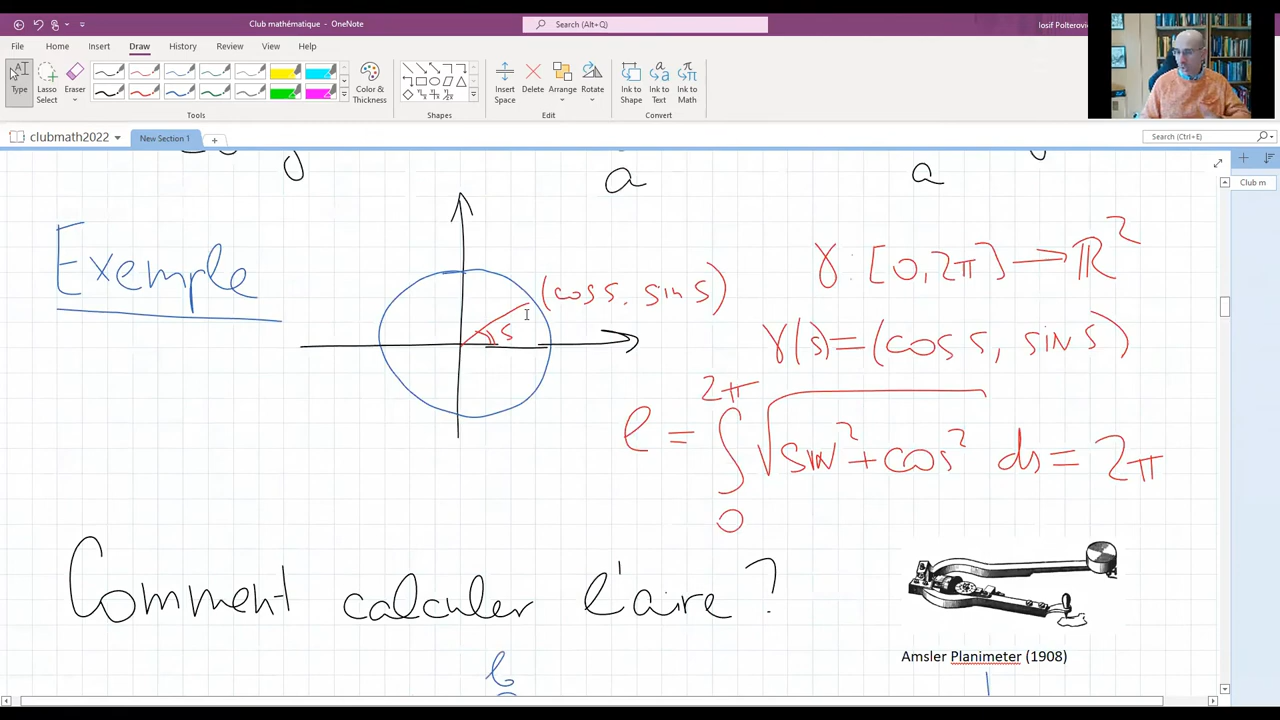 Club mathématique - OneNote
Search (Alt+Q)
Iosif Polterovic
File Home Insert Draw History Review View Help
Type
Lasso Select
Eraser
Color & Thickness
Insert Space
Delete
Arrange
Rotate
Ink to Shape
Ink to Text
Ink to Math
Tools
Shapes
Edit
Convert
clubmath2022
New Section 1
Search (Ctrl+E)
Club m
a
a
Exemple
(cos s, sin s)
s
γ : [0, 2π] → ℝ²
γ(s) = (cos s, sin s)
ℓ = ∫₀^2π √sin² + cos² ds = 2π
Comment calculer l'aire ?
Amsler Planimeter (1908)
b